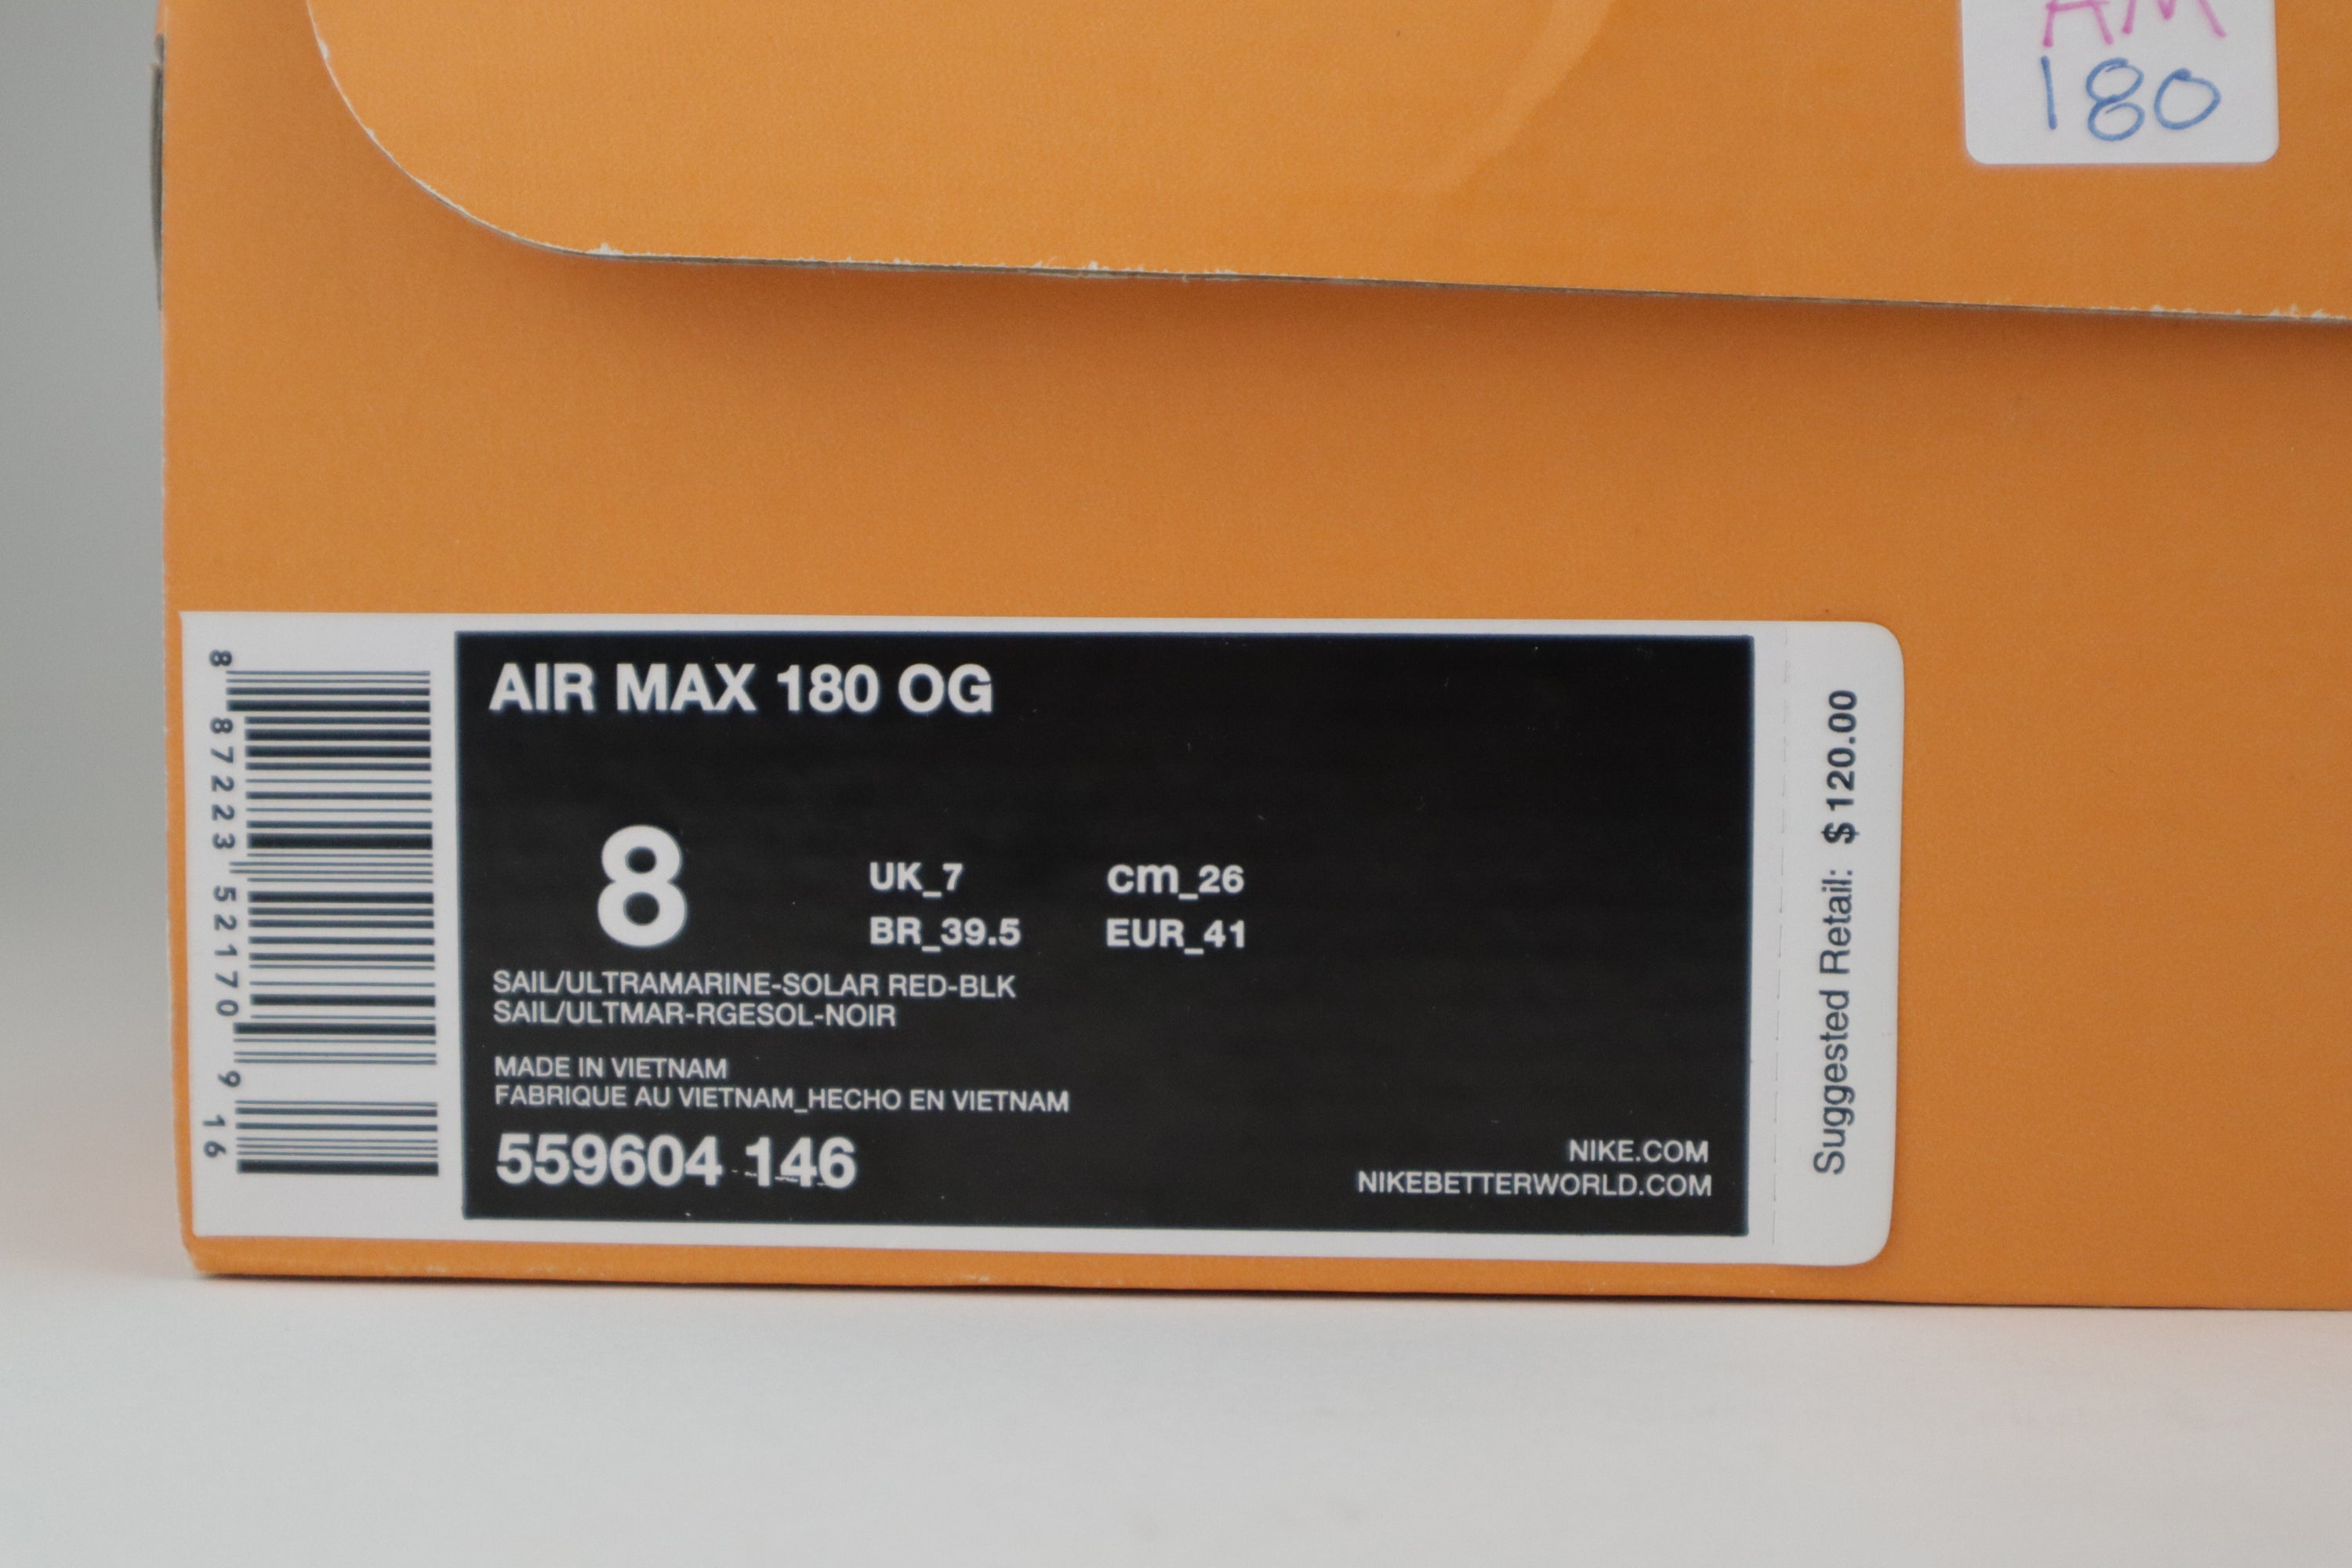 AM
180
AIR MAX 180 OG
8
UK_7
cm_26
BR_39.5
EUR_41
SAIL/ULTRAMARINE-SOLAR RED-BLK
SAIL/ULTMAR-RGESOL-NOIR
MADE IN VIETNAM
FABRIQUE AU VIETNAM_HECHO EN VIETNAM
559604 146
NIKE.COM
NIKEBETTERWORLD.COM
8 87223 52170 9 16
Suggested Retail: $ 120.00